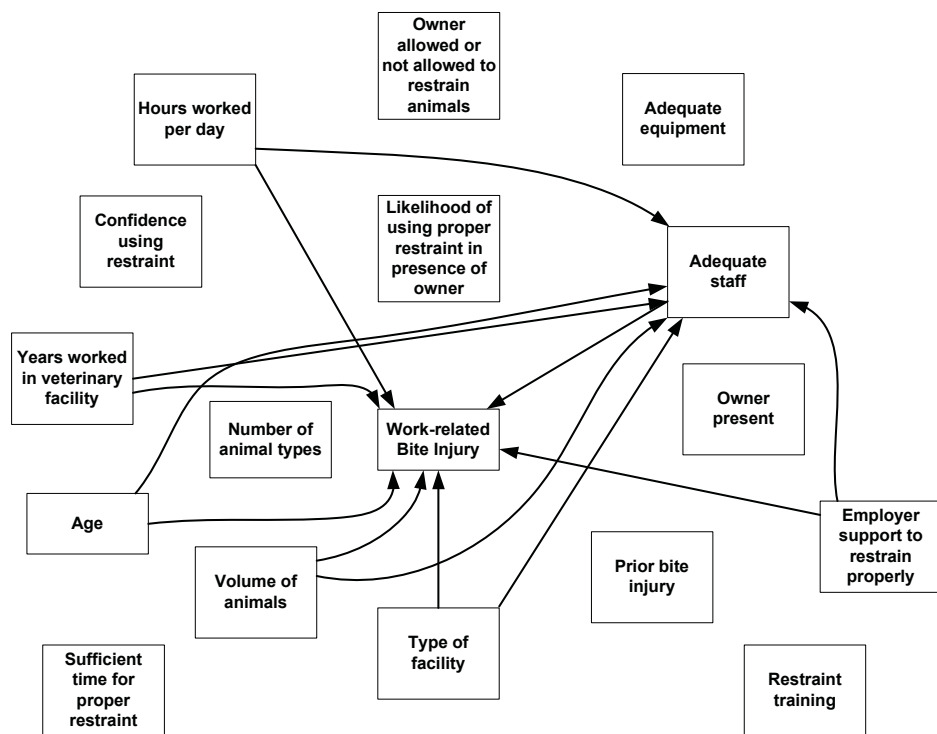 Owner
allowed or
not allowed to
restrain
animals
Hours worked
per day
Adequate
equipment
Confidence
using
restraint
Likelihood of
using proper
restraint in
presence of
owner
Adequate
staff
Years worked
in veterinary
facility
Number of
animal types
Work-related
Bite Injury
Owner
present
Age
Employer
support to
restrain
properly
Volume of
animals
Prior bite
injury
Type of
facility
Sufficient
time for
proper
restraint
Restraint
training